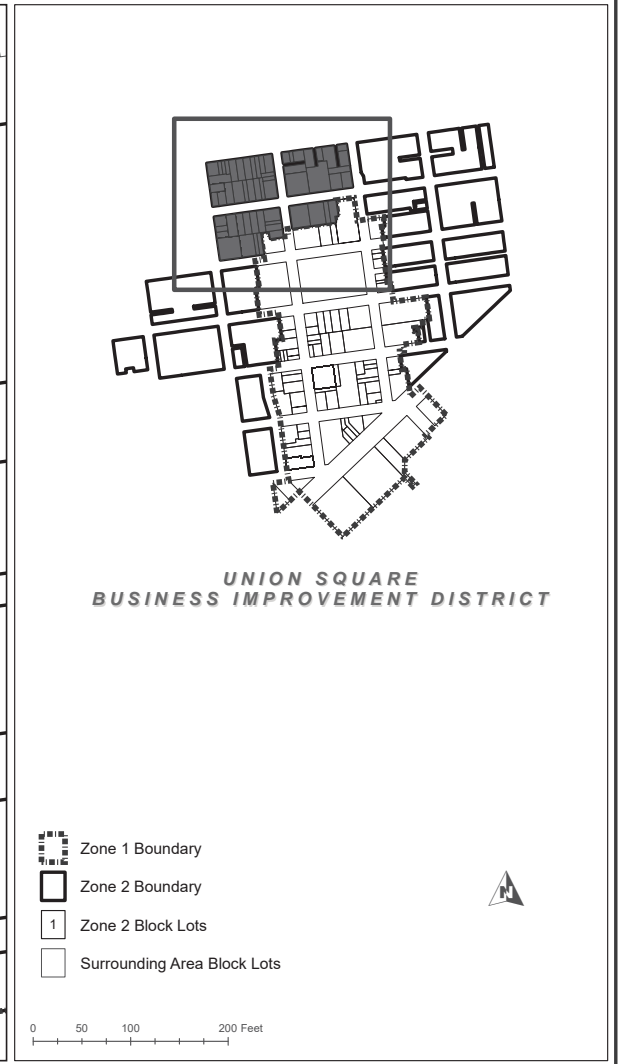 UNION SQUARE
BUSINESS IMPROVEMENT DISTRICT
Zone 1 Boundary
Zone 2 Boundary
1 Zone 2 Block Lots
Surrounding Area Block Lots
N
0 50 100 200 Feet